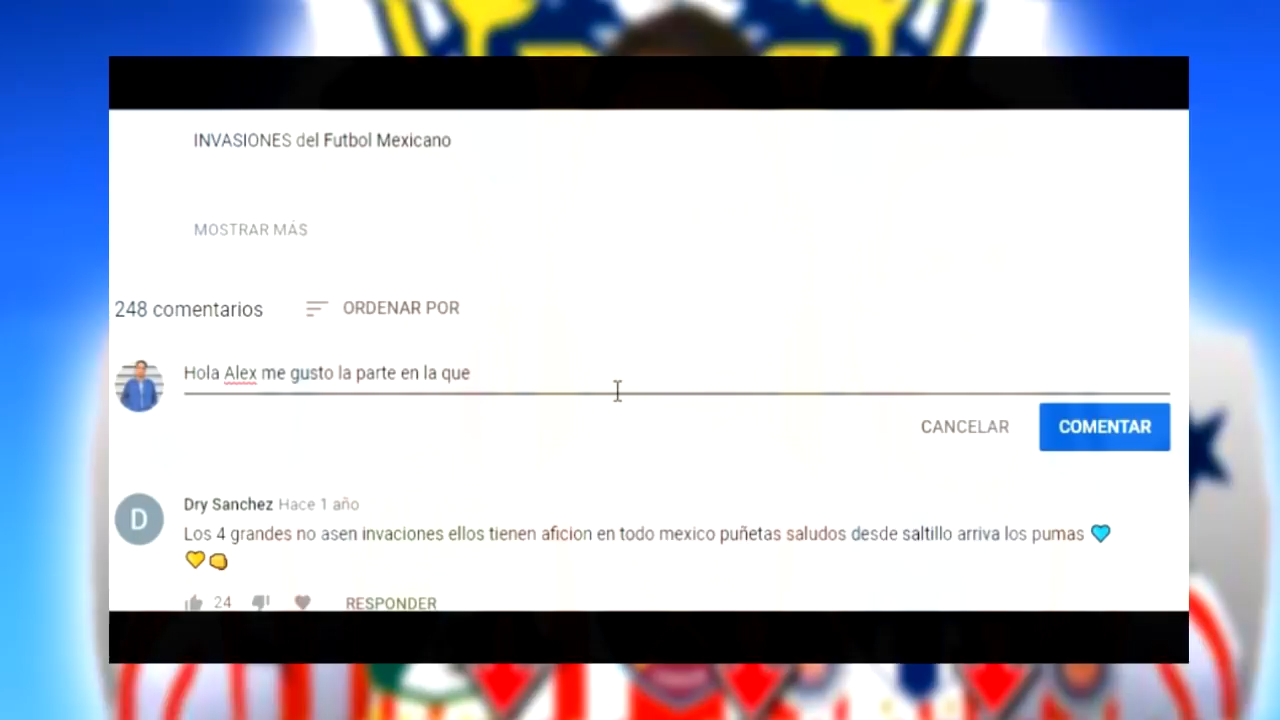 INVASIONES del Futbol Mexicano
MOSTRAR MÁS
248 comentarios
ORDENAR POR
Hola Alex me gusto la parte en la que
CANCELAR
COMENTAR
D
Dry Sanchez Hace 1 año
Los 4 grandes no asen invaciones ellos tienen aficion en todo mexico puñetas saludos desde saltillo arriva los pumas 💙
💛👊
24
RESPONDER